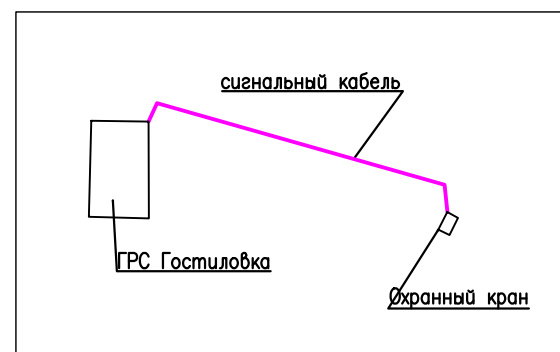 сигнальный кабель
ГРС Гостиловка
Охранный кран